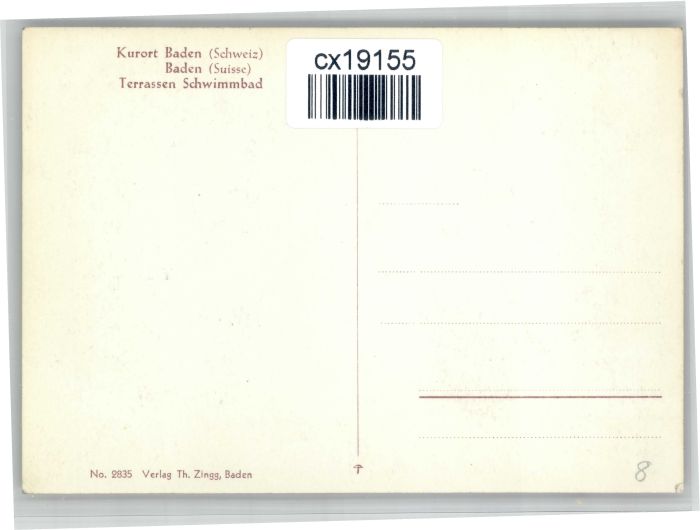 Kurort Baden (Schweiz)
Baden (Suisse)
Terrassen Schwimmbad
cx19155
No. 2835 Verlag Th. Zingg, Baden
8